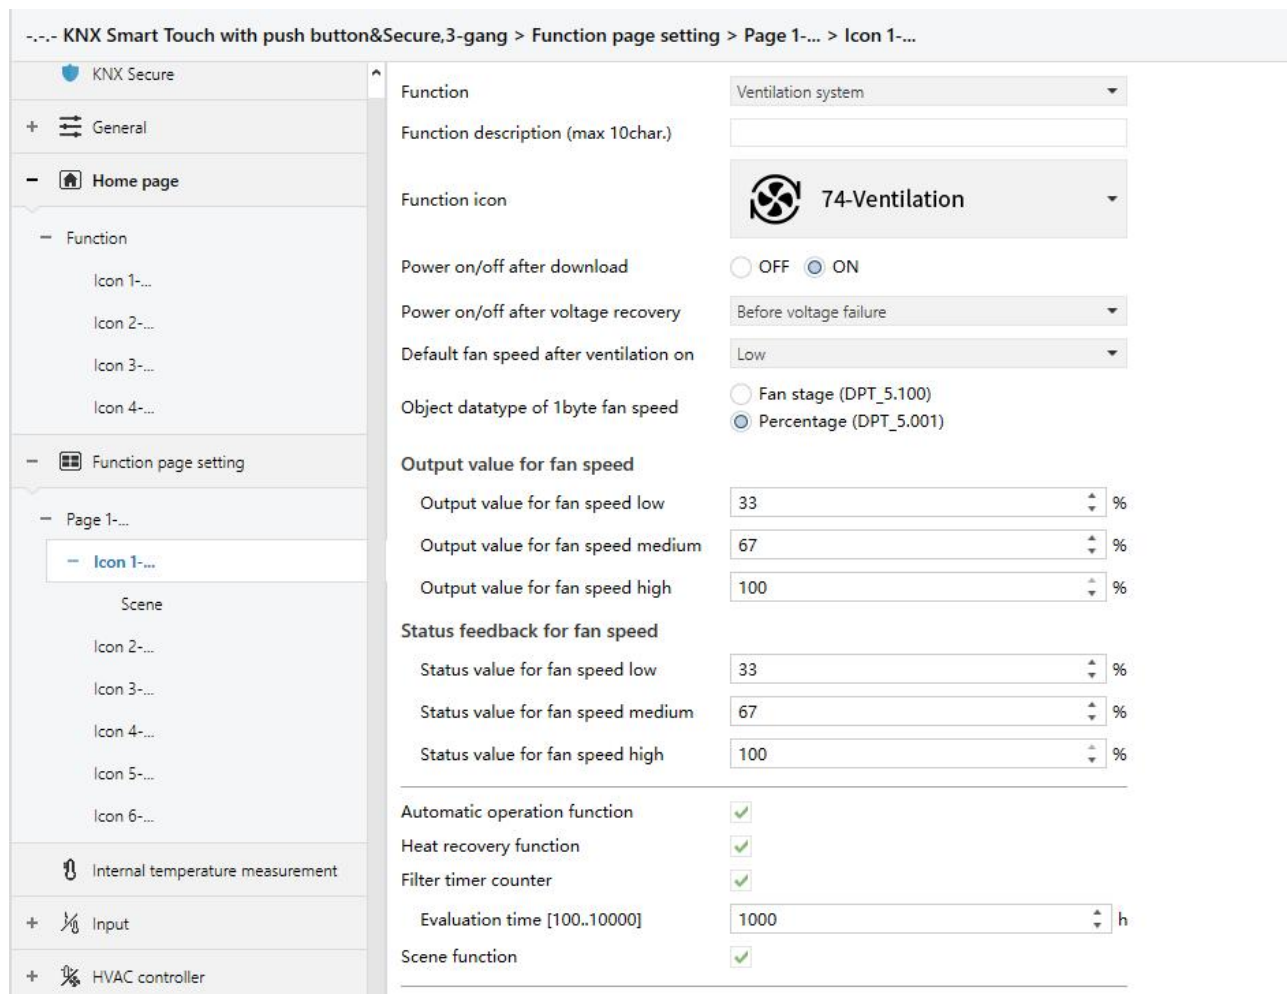 -.-.- KNX Smart Touch with push button&Secure,3-gang > Function page setting > Page 1-... > Icon 1-...
KNX Secure
+ General
− Home page
− Function
Icon 1-...
Icon 2-...
Icon 3-...
Icon 4-...
− Function page setting
− Page 1-...
− Icon 1-...
Scene
Icon 2-...
Icon 3-...
Icon 4-...
Icon 5-...
Icon 6-...
Internal temperature measurement
+ Input
+ HVAC controller
Function Ventilation system
Function description (max 10char.)
Function icon 74-Ventilation
Power on/off after download OFF ON
Power on/off after voltage recovery Before voltage failure
Default fan speed after ventilation on Low
Object datatype of 1byte fan speed Fan stage (DPT_5.100)
Percentage (DPT_5.001)
Output value for fan speed
Output value for fan speed low 33 %
Output value for fan speed medium 67 %
Output value for fan speed high 100 %
Status feedback for fan speed
Status value for fan speed low 33 %
Status value for fan speed medium 67 %
Status value for fan speed high 100 %
Automatic operation function
Heat recovery function
Filter timer counter
Evaluation time [100..10000] 1000 h
Scene function